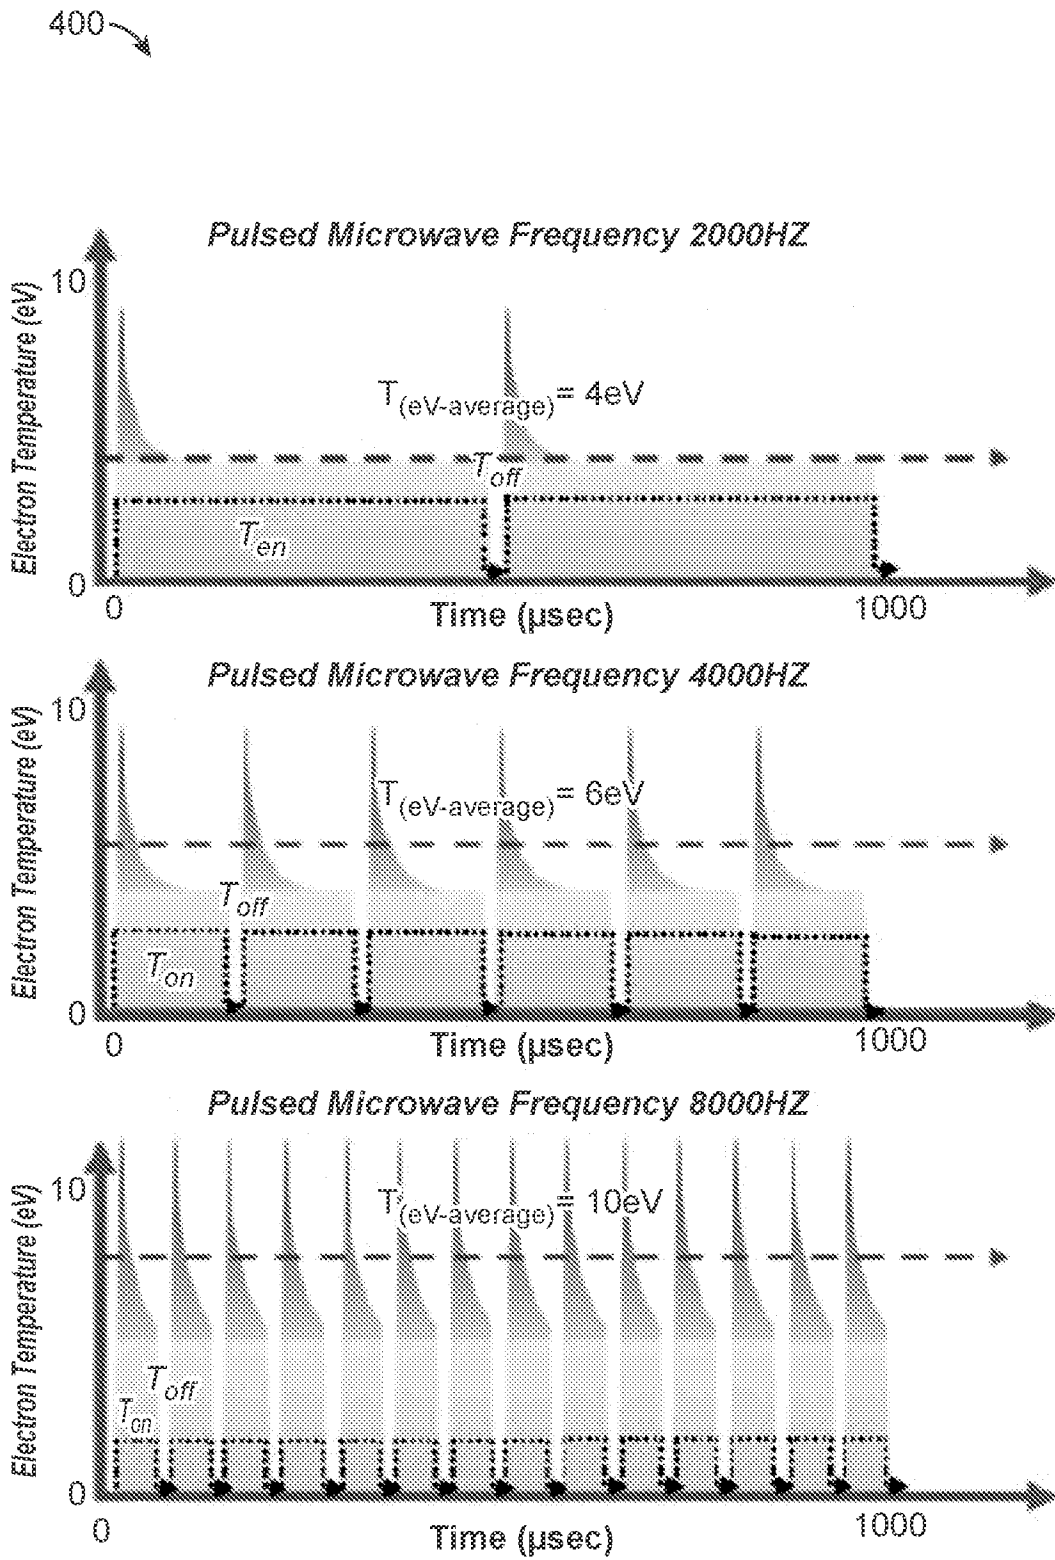 400
Pulsed Microwave Frequency 2000HZ
Electron Temperature (eV)
10
T(eV-average) = 4eV
Toff
Ten
0
0
Time (µsec)
1000
Pulsed Microwave Frequency 4000HZ
Electron Temperature (eV)
10
T(eV-average) = 6eV
Toff
Ton
0
0
Time (µsec)
1000
Pulsed Microwave Frequency 8000HZ
Electron Temperature (eV)
10
T(eV-average) = 10eV
Toff
Ton
0
0
Time (µsec)
1000